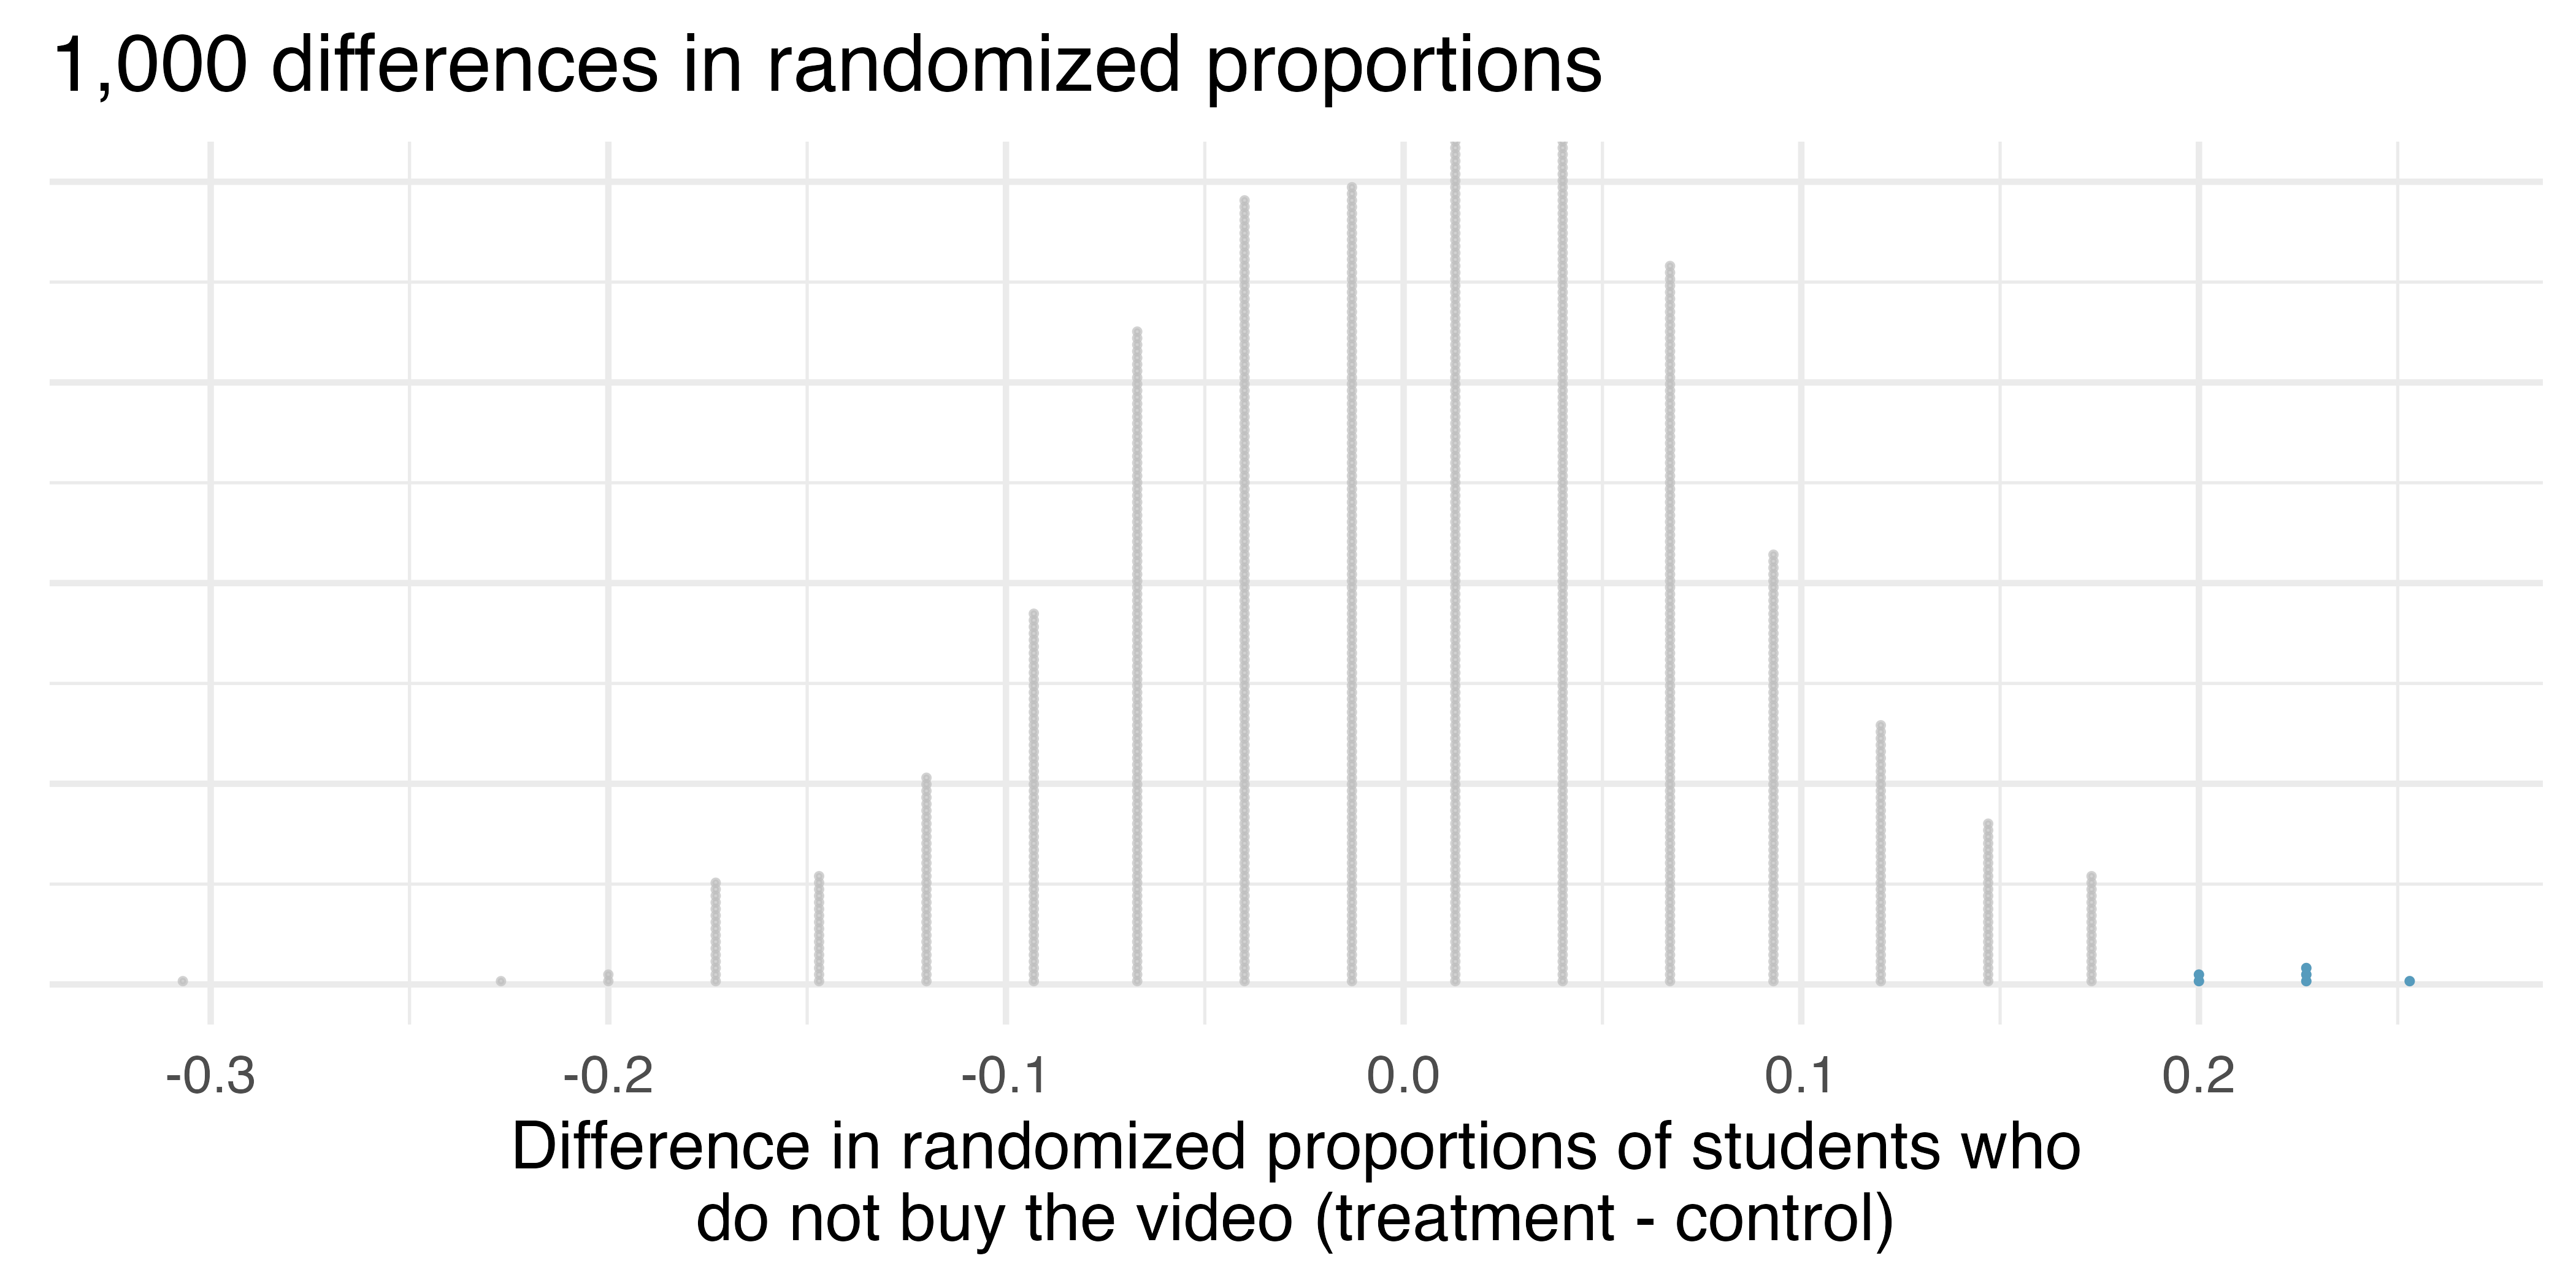 1,000 differences in randomized proportions
-0.3 -0.2 -0.1 0.0 0.1 0.2
Difference in randomized proportions of students who
do not buy the video (treatment - control)